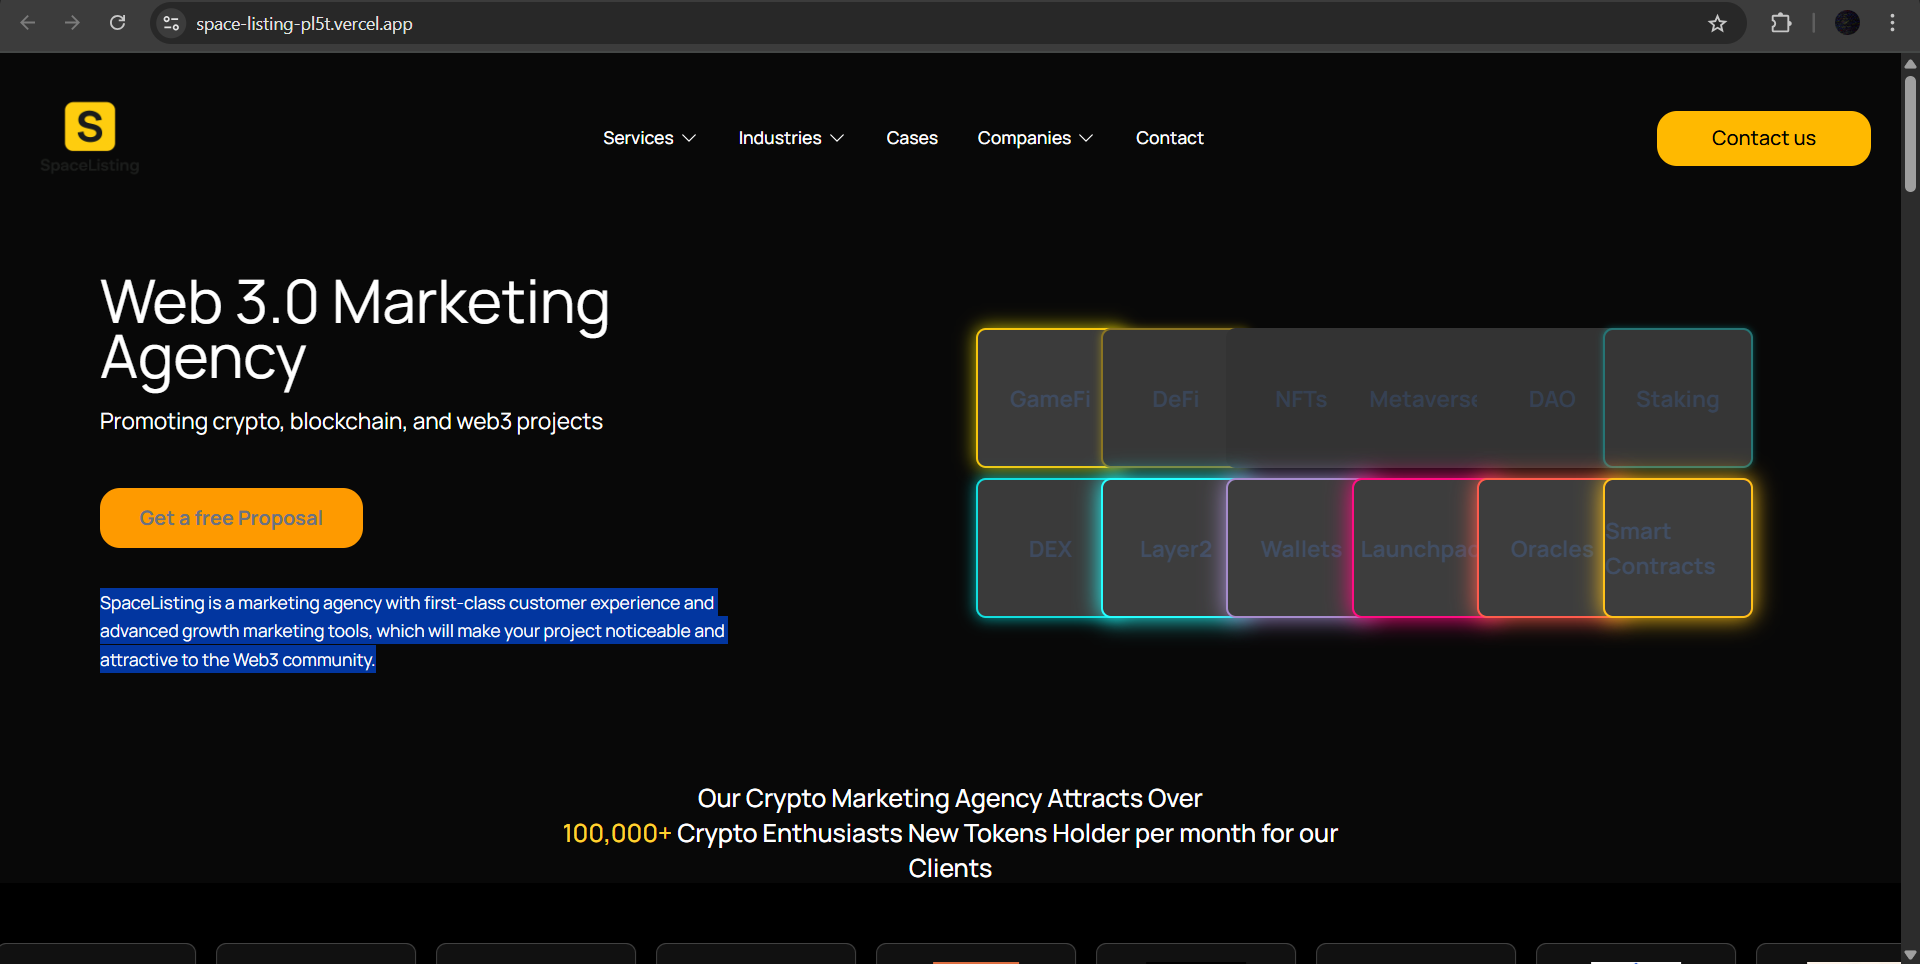 space-listing-pl5t.vercel.app
S
SpaceListing
Services
Industries
Cases
Companies
Contact
Contact us
Web 3.0 Marketing
Agency
Promoting crypto, blockchain, and web3 projects
Get a free Proposal
SpaceListing is a marketing agency with first-class customer experience and
advanced growth marketing tools, which will make your project noticeable and
attractive to the Web3 community.
GameFi
DeFi
NFTs
Metaverse
DAO
Staking
DEX
Layer2
Wallets
Launchpad
Oracles
Smart
Contracts
Our Crypto Marketing Agency Attracts Over
100,000+ Crypto Enthusiasts New Tokens Holder per month for our
Clients